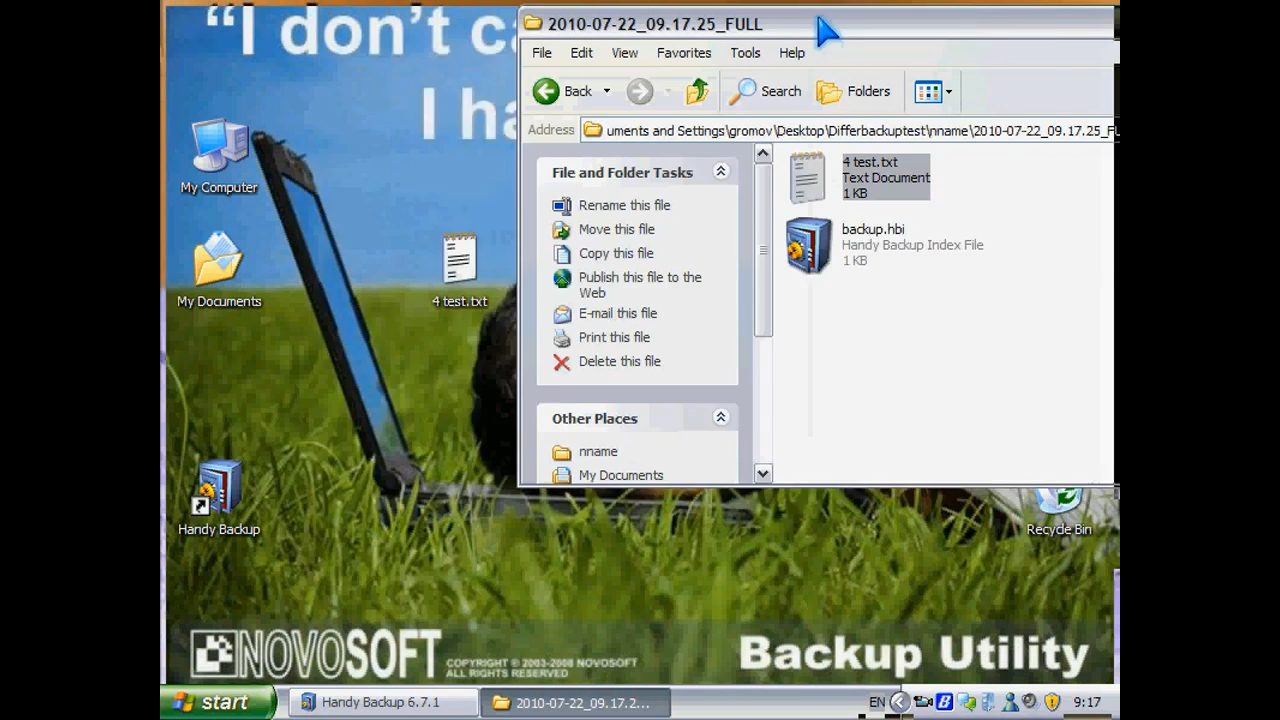 “I don’t c
I ha
My Computer
My Documents
4 test.txt
Handy Backup
Recycle Bin
2010-07-22_09.17.25_FULL
File Edit View Favorites Tools Help
Back Search Folders
Address uments and Settings\gromov\Desktop\Differbackuptest\nname\2010-07-22_09.17.25_FU
File and Folder Tasks
Rename this file
Move this file
Copy this file
Publish this file to the
Web
E-mail this file
Print this file
Delete this file
Other Places
nname
My Documents
4 test.txt
Text Document
1 KB
backup.hbi
Handy Backup Index File
1 KB
NOVOSOFT
COPYRIGHT © 2003-2008 NOVOSOFT
ALL RIGHTS RESERVED
Backup Utility
start Handy Backup 6.7.1 2010-07-22_09.17.2... EN B 9:17